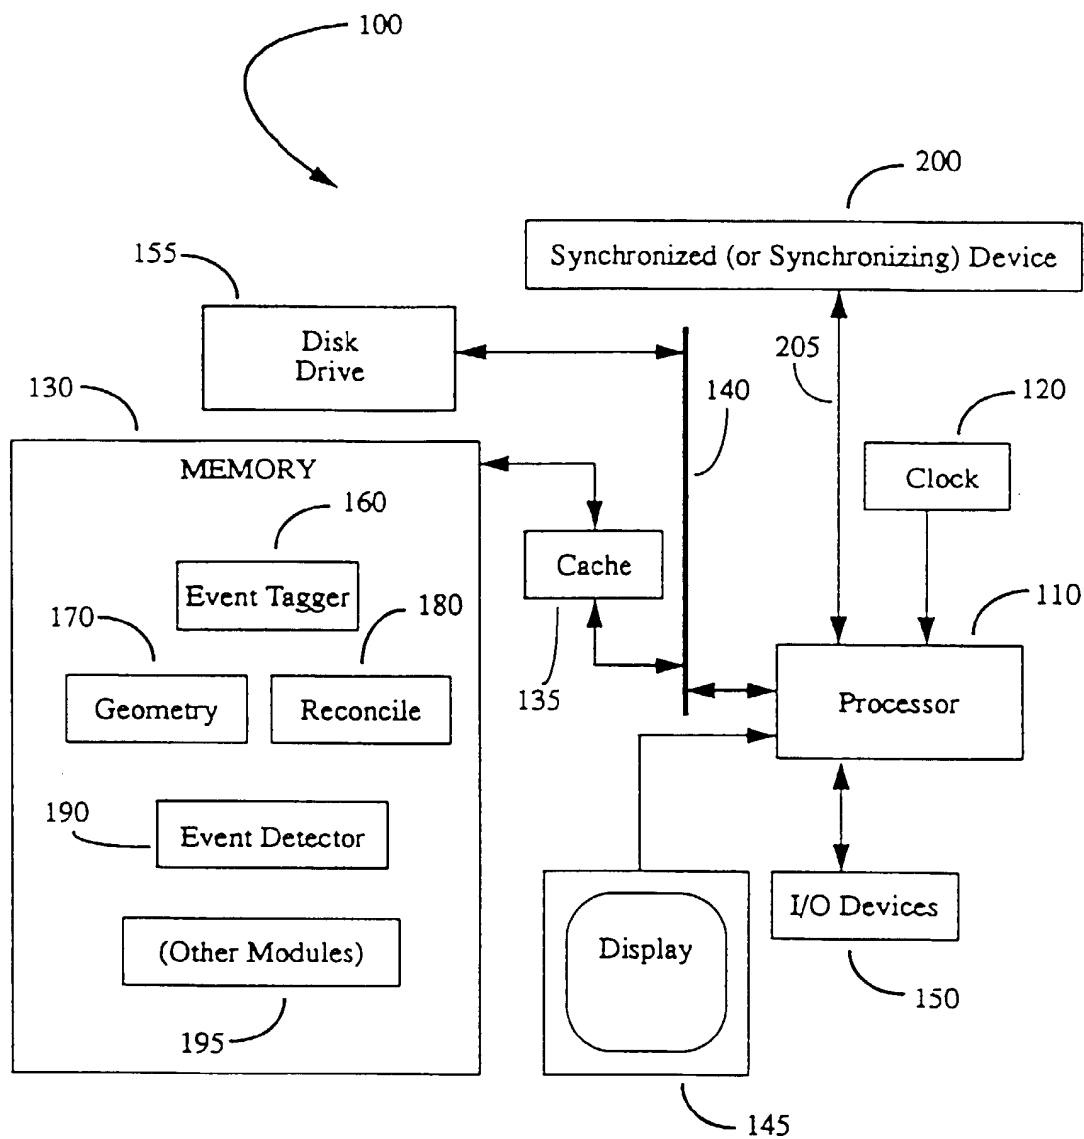 100
200
Synchronized (or Synchronizing) Device
155
Disk
Drive
205
140
120
130
MEMORY
Clock
160
Cache
Event Tagger
170
180
110
135
Geometry
Reconcile
Processor
190
Event Detector
I/O Devices
(Other Modules)
Display
150
195
145